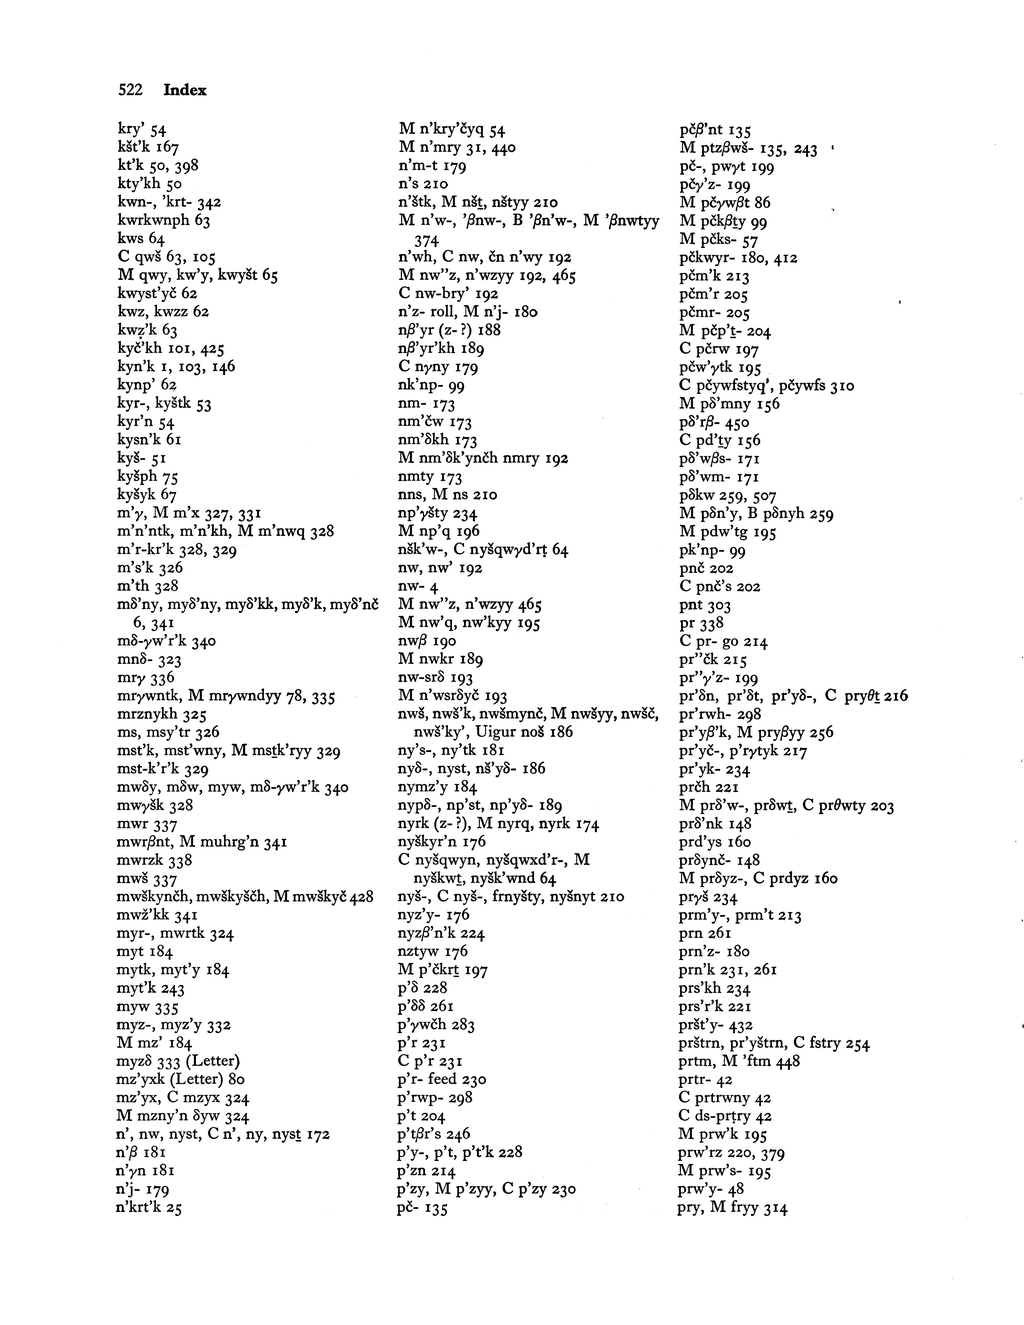 522 Index
kry’ 54
kšt’k 167
kt’k 50, 398
kty’kh 50
kwn-, ’krt- 342
kwrkwnph 63
kws 64
C qwš 63, 105
M qwy, kw’y, kwyšt 65
kwyst’yč 62
kwz, kwzz 62
kwẓ’k 63
kyč’kh 101, 425
kyn’k 1, 103, 146
kynp’ 62
kyr-, kyštk 53
kyr’n 54
kysn’k 61
kyš- 51
kyšph 75
kyšyk 67
m’γ, M m’x 327, 331
m’n’ntk, m’n’kh, M m’nwq 328
m’r-kr’k 328, 329
m’s’k 326
m’th 328
mδ’ny, myδ’ny, myδ’kk, myδ’k, myδ’nč
6, 341
mδ-γw’r’k 340
mnδ- 323
mrγ 336
mrγwntk, M mrγwndyy 78, 335
mrznykh 325
ms, msy’tr 326
mst’k, mst’wny, M msṯk’ryy 329
mst-k’r’k 329
mwδy, mδw, myw, mδ-γw’r’k 340
mwγšk 328
mwr 337
mwrβnt, M muhrg’n 341
mwrzk 338
mwš 337
mwškynčh, mwškyščh, M mwškyč 428
mwž’kk 341
myr-, mwrtk 324
myt 184
mytk, myt’y 184
myt’k 243
myw 335
myz-, myz’y 332
M mz’ 184
myzδ 333 (Letter)
mz’yxk (Letter) 80
mz’yx, C mzyx 324
M mzny’n δyw 324
n’, nw, nyst, C n’, ny, nysṯ 172
n’β 181
n’γn 181
n’j- 179
n’krt’k 25
M n’kry’čyq 54
M n’mry 31, 440
n’m-t 179
n’s 210
n’štk, M nšṯ, nštyy 210
M n’w-, ’βnw-, B ’βn’w-, M ’βnwtyy
374
n’wh, C nw, čn n’wy 192
M nw’’z, n’wzyy 192, 465
C nw-bry’ 192
n’z- roll, M n’j- 180
nβ’yr (z- ?) 188
nβ’yr’kh 189
C nγny 179
nk’np- 99
nm- 173
nm’čw 173
nm’δkh 173
M nm’δk’ynčh nmry 192
nmty 173
nns, M ns 210
np’γšty 234
M np’q 196
nšk’w-, C nyšqwyd’rṭ 64
nw, nw’ 192
nw- 4
M nw’’z, n’wzyy 465
M nw’q, nw’kyy 195
nwβ 190
M nwkr 189
nw-srδ 193
M n’wsrδyč 193
nwš, nwš’k, nwšmynč, M nwšyy, nwšč,
nwš’ky’, Uigur noš 186
ny’s-, ny’tk 181
nyδ-, nyst, nš’yδ- 186
nymz’y 184
nypδ-, np’st, np’yδ- 189
nyrk (z- ?), M nyrq, nyrk 174
nyškyr’n 176
C nyšqwyn, nyšqwxd’r-, M
nyškwṯ, nyšk’wnd 64
nyš-, C nyš-, frnyšty, nyšnyt 210
nyz’y- 176
nyzβ’n’k 224
nztyw 176
M p’čkrṯ 197
p’δ 228
p’δδ 261
p’γwčh 283
p’r 231
C p’r 231
p’r- feed 230
p’rwp- 298
p’t 204
p’tβr’s 246
p’y-, p’t, p’t’k 228
p’zn 214
p’zy, M p’zyy, C p’zy 230
pč- 135
pčβ’nt 135
M ptzβwš- 135, 243
pč-, pwγt 199
pčγ’z- 199
M pčγwβt 86
M pčkβṯy 99
M pčks- 57
pčkwyr- 180, 412
pčm’k 213
pčm’r 205
pčmr- 205
M pčp’ṯ- 204
C pčrw 197
pčw’γtk 195
C pčywfstyq’, pčywfs 310
M pδ’mny 156
pδ’rβ- 450
C pd’ṭy 156
pδ’wβs- 171
pδ’wm- 171
pδkw 259, 507
M pδn’y, B pδnyh 259
M pdw’tg 195
pk’np- 99
pnč 202
C pnč’s 202
pnt 303
pr 338
C pr- go 214
pr’’čk 215
pr’’γ’z- 199
pr’δn, pr’δt, pr’yδ-, C pryθṭ 216
pr’rwh- 298
pr’yβ’k, M pryβyy 256
pr’yč-, p’rγtyk 217
pr’yk- 234
prčh 221
M prδ’w-, prδwṯ, C prθwty 203
prδ’nk 148
prd’ys 160
prδynč- 148
M prδyz-, C prdyz 160
prγš 234
prm’y-, prm’t 213
prn 261
prn’z- 180
prn’k 231, 261
prs’kh 234
prs’r’k 221
pršt’y- 432
prštrn, pr’yštrn, C fstry 254
prtm, M ’ftm 448
prtr- 42
C prtrwny 42
C ds-prṭry 42
M prw’k 195
prw’rz 220, 379
M prw’s- 195
prw’y- 48
pry, M fryy 314